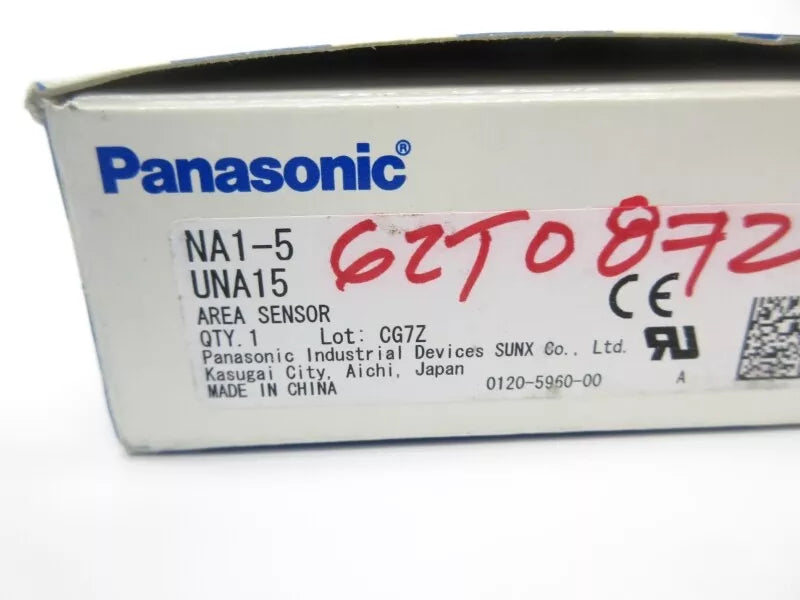 Panasonic®
NA1-5
62T0872
UNA15
AREA SENSOR
QTY. 1 Lot: CG7Z
Panasonic Industrial Devices SUNX Co., Ltd.
Kasugai City, Aichi, Japan
MADE IN CHINA
0120-5960-00
A
CE